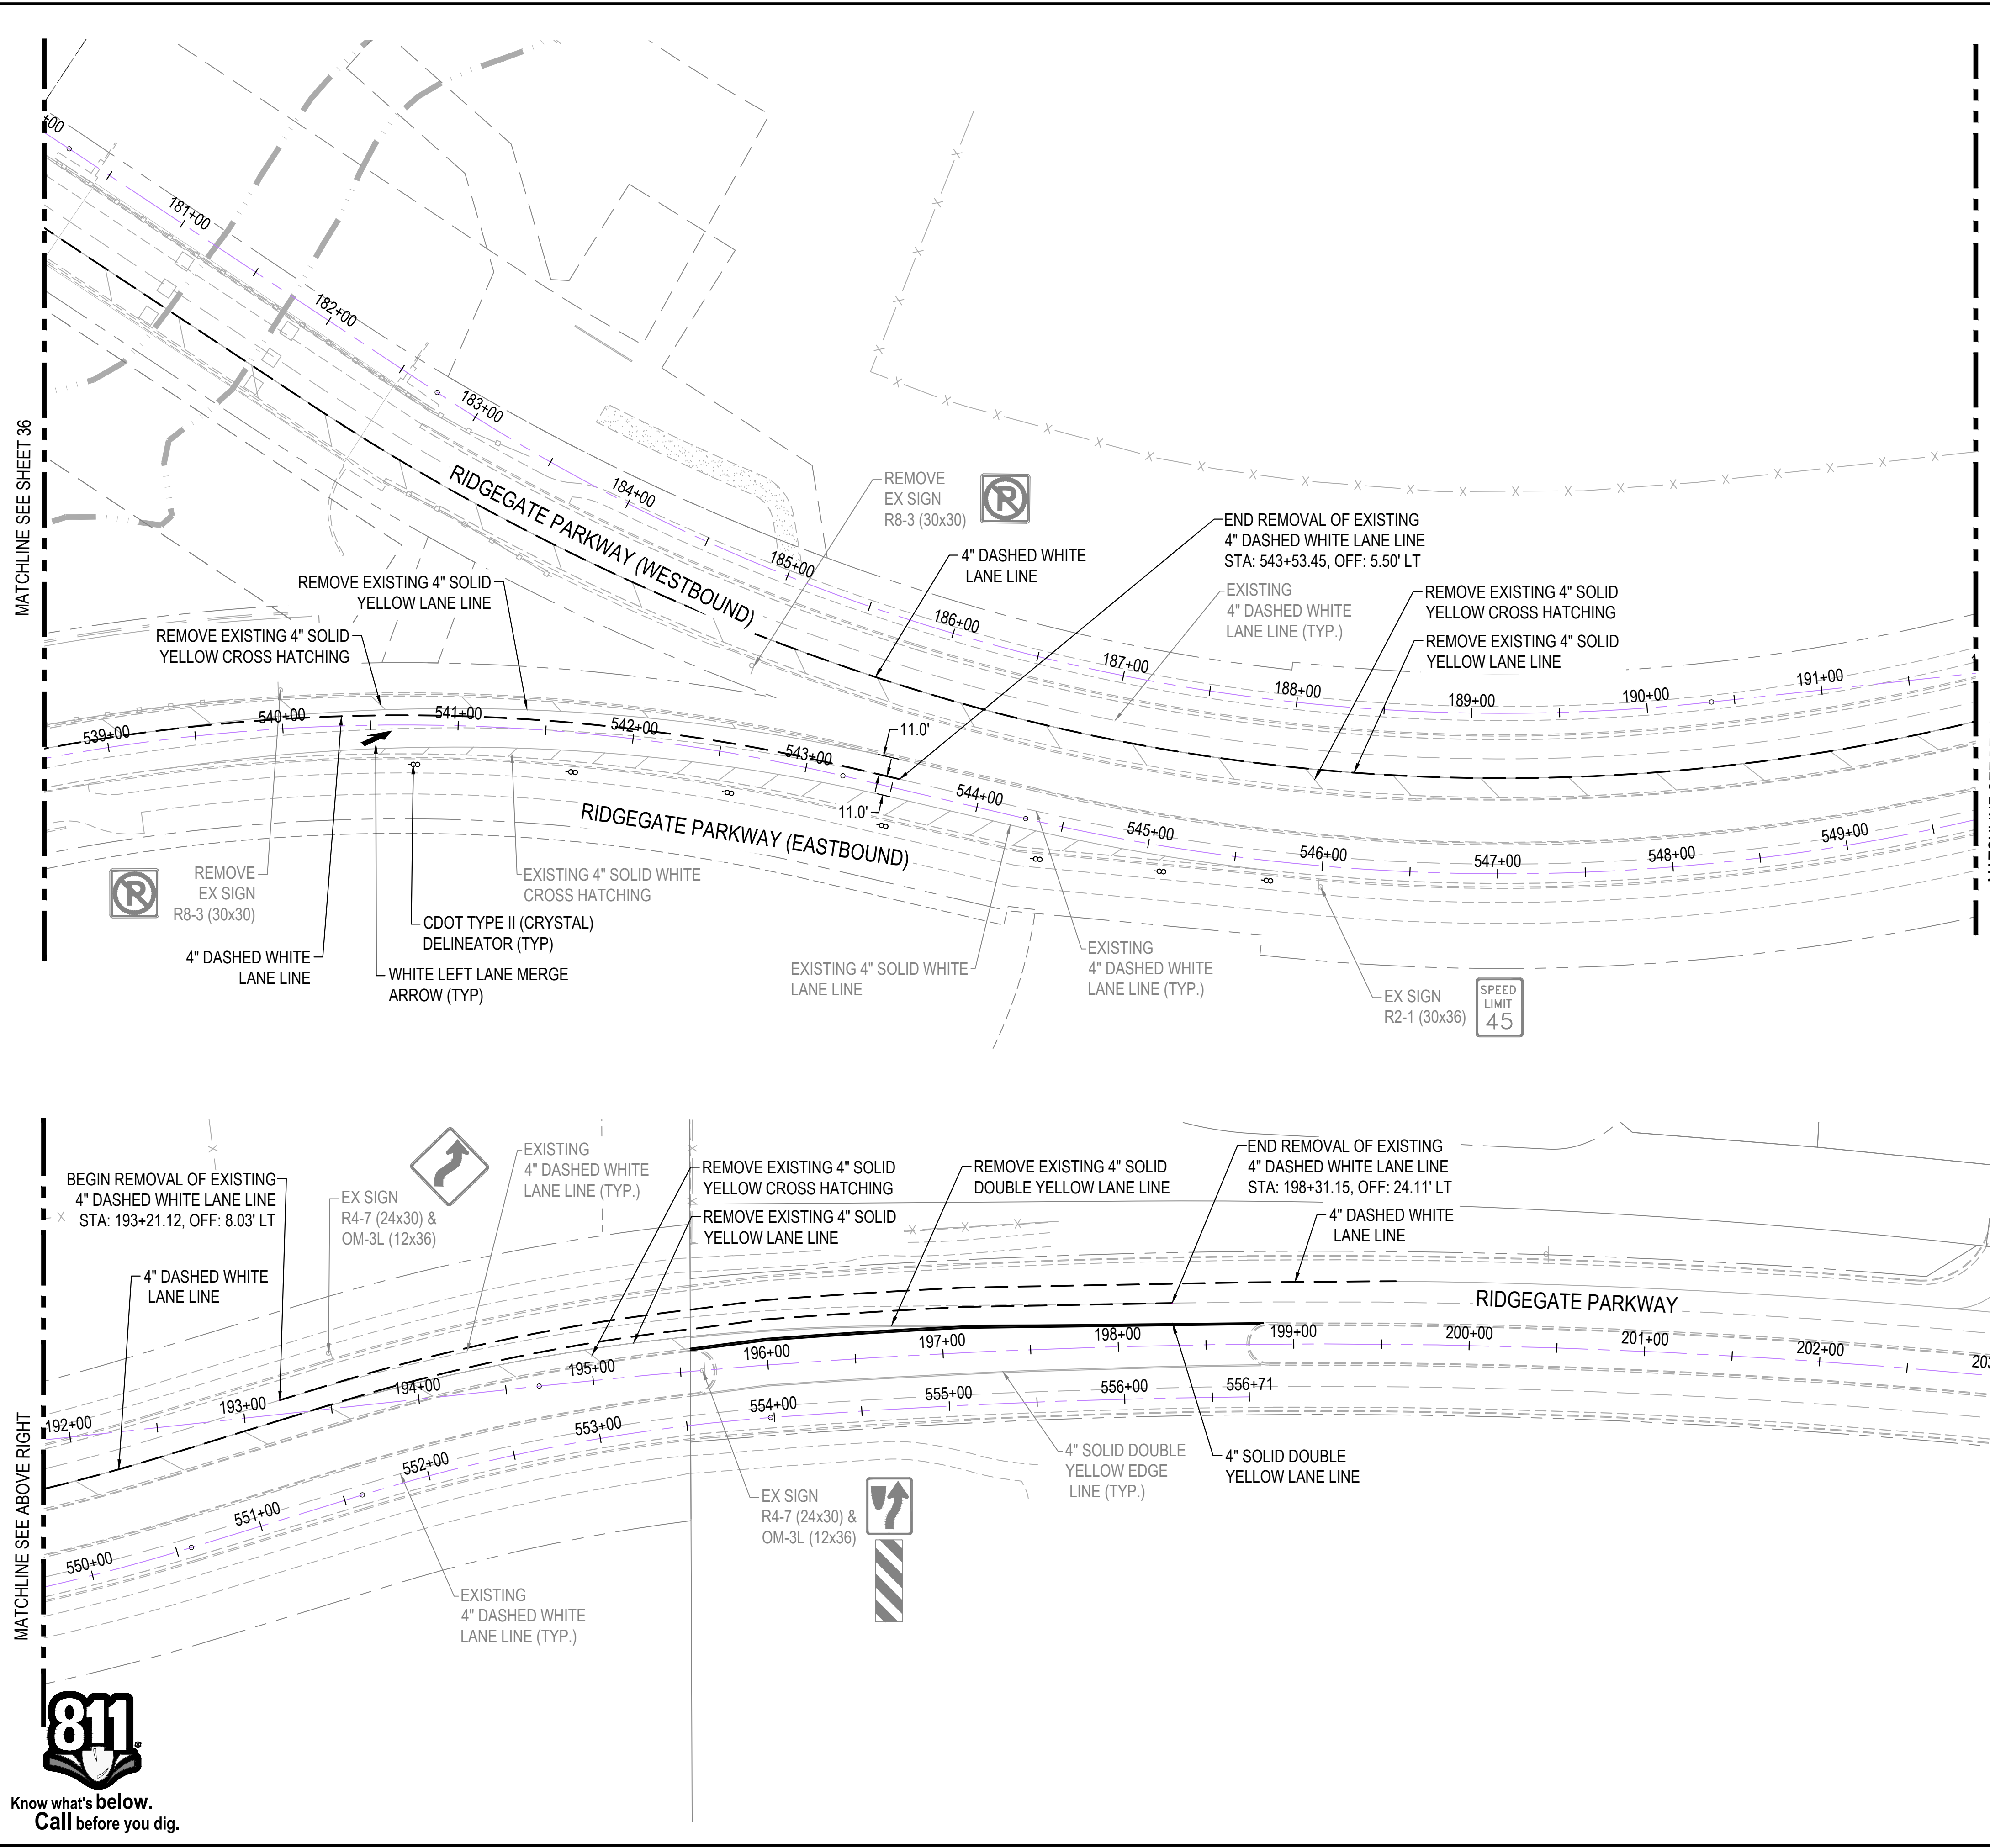 MATCHLINE SEE SHEET 36
+00
181+00
182+00
183+00
184+00
185+00
186+00
187+00
188+00
189+00
190+00
191+00
RIDGEGATE PARKWAY (WESTBOUND)
REMOVE
EX SIGN
R8-3 (30x30)
P
4" DASHED WHITE
LANE LINE
END REMOVAL OF EXISTING
4" DASHED WHITE LANE LINE
STA: 543+53.45, OFF: 5.50' LT
EXISTING
4" DASHED WHITE
LANE LINE (TYP.)
REMOVE EXISTING 4" SOLID
YELLOW CROSS HATCHING
REMOVE EXISTING 4" SOLID
YELLOW LANE LINE
REMOVE EXISTING 4" SOLID
YELLOW LANE LINE
REMOVE EXISTING 4" SOLID
YELLOW CROSS HATCHING
539+00
540+00
541+00
542+00
543+00
544+00
545+00
546+00
547+00
548+00
549+00
11.0'
11.0'
RIDGEGATE PARKWAY (EASTBOUND)
P
REMOVE
EX SIGN
R8-3 (30x30)
4" DASHED WHITE
LANE LINE
EXISTING 4" SOLID WHITE
CROSS HATCHING
CDOT TYPE II (CRYSTAL)
DELINEATOR (TYP)
WHITE LEFT LANE MERGE
ARROW (TYP)
EXISTING 4" SOLID WHITE
LANE LINE
EXISTING
4" DASHED WHITE
LANE LINE (TYP.)
EX SIGN
R2-1 (30x36)
SPEED
LIMIT
45
MATCHLINE SEE ABOVE RIGHT
BEGIN REMOVAL OF EXISTING
4" DASHED WHITE LANE LINE
STA: 193+21.12, OFF: 8.03' LT
4" DASHED WHITE
LANE LINE
EX SIGN
R4-7 (24x30) &
OM-3L (12x36)
EXISTING
4" DASHED WHITE
LANE LINE (TYP.)
REMOVE EXISTING 4" SOLID
YELLOW CROSS HATCHING
REMOVE EXISTING 4" SOLID
YELLOW LANE LINE
REMOVE EXISTING 4" SOLID
DOUBLE YELLOW LANE LINE
END REMOVAL OF EXISTING
4" DASHED WHITE LANE LINE
STA: 198+31.15, OFF: 24.11' LT
4" DASHED WHITE
LANE LINE
RIDGEGATE PARKWAY
192+00
193+00
194+00
195+00
196+00
197+00
198+00
199+00
200+00
201+00
202+00
203
550+00
551+00
552+00
553+00
554+00
555+00
556+00
556+71
EX SIGN
R4-7 (24x30) &
OM-3L (12x36)
4" SOLID DOUBLE
YELLOW EDGE
LINE (TYP.)
4" SOLID DOUBLE
YELLOW LANE LINE
EXISTING
4" DASHED WHITE
LANE LINE (TYP.)
811
Know what's below.
Call before you dig.